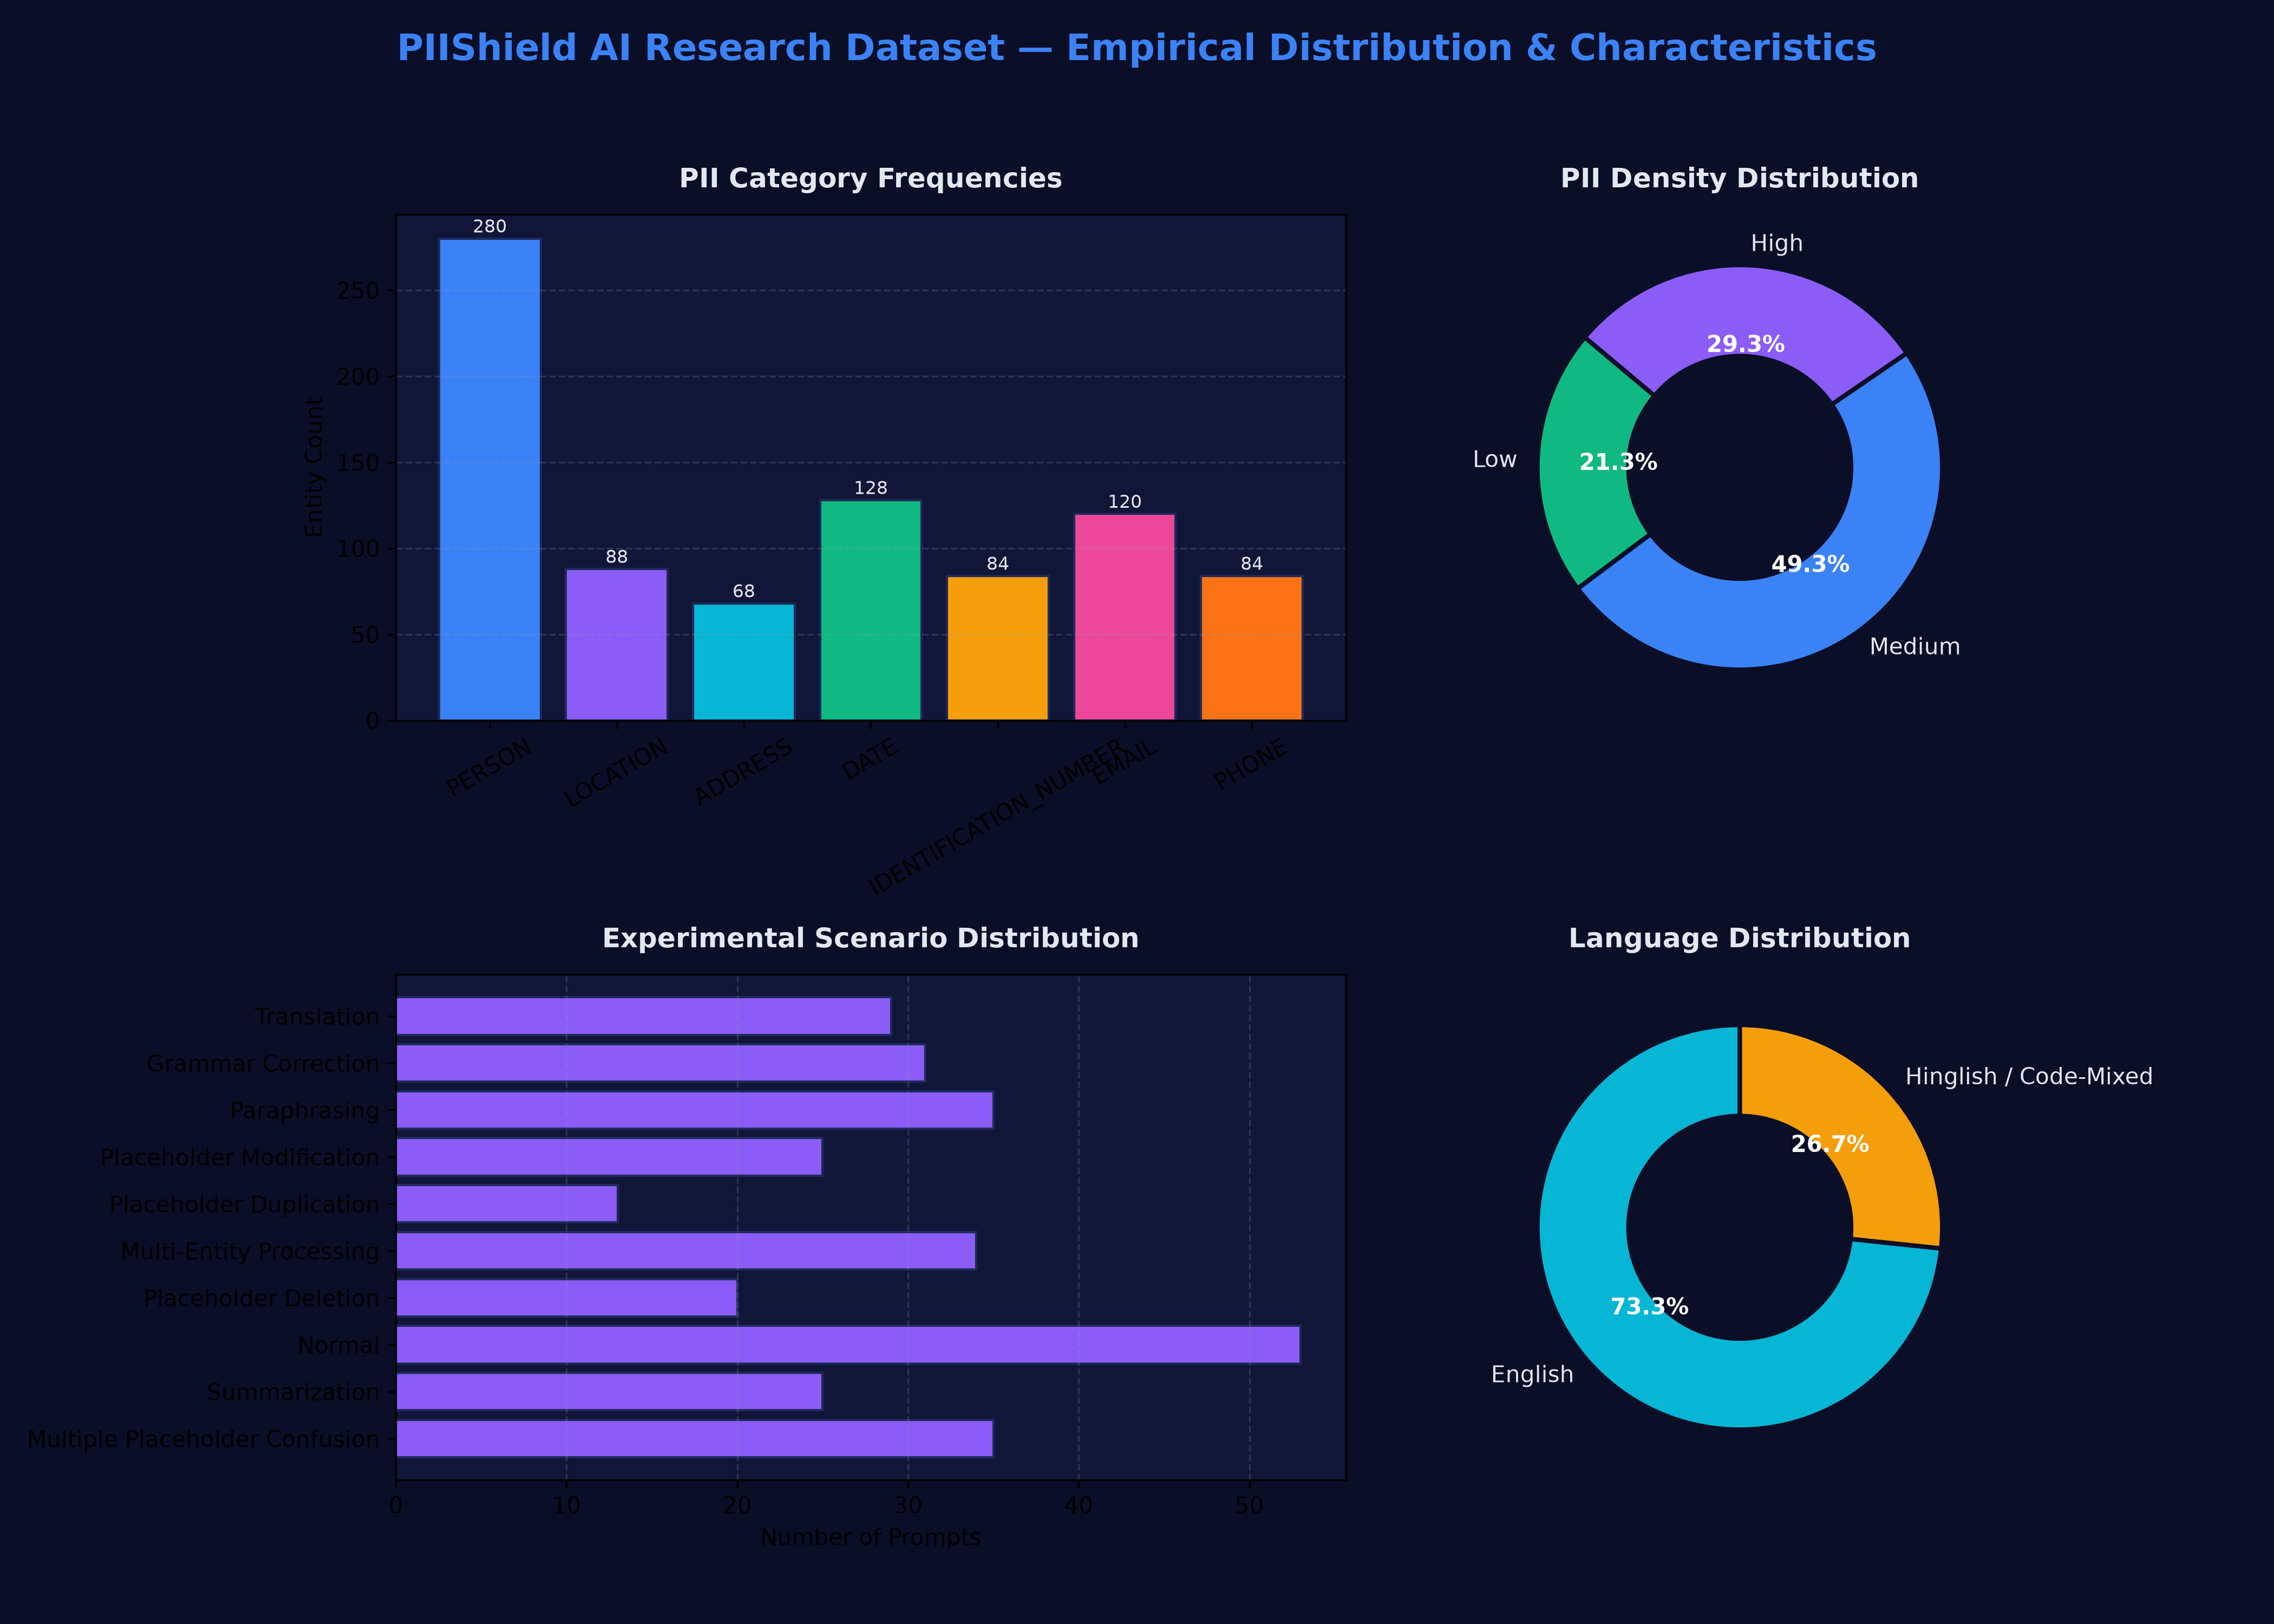 PIIShield AI Research Dataset — Empirical Distribution & Characteristics
PII Category Frequencies
Entity Count
250
200
150
100
50
0
280
88
68
128
84
120
84
PERSON
LOCATION
ADDRESS
DATE
IDENTIFICATION_NUMBER
EMAIL
PHONE
PII Density Distribution
High
29.3%
Low
21.3%
49.3%
Medium
Experimental Scenario Distribution
Translation
Grammar Correction
Paraphrasing
Placeholder Modification
Placeholder Duplication
Multi-Entity Processing
Placeholder Deletion
Normal
Summarization
Multiple Placeholder Confusion
0 10 20 30 40 50
Number of Prompts
Language Distribution
Hinglish / Code-Mixed
26.7%
73.3%
English